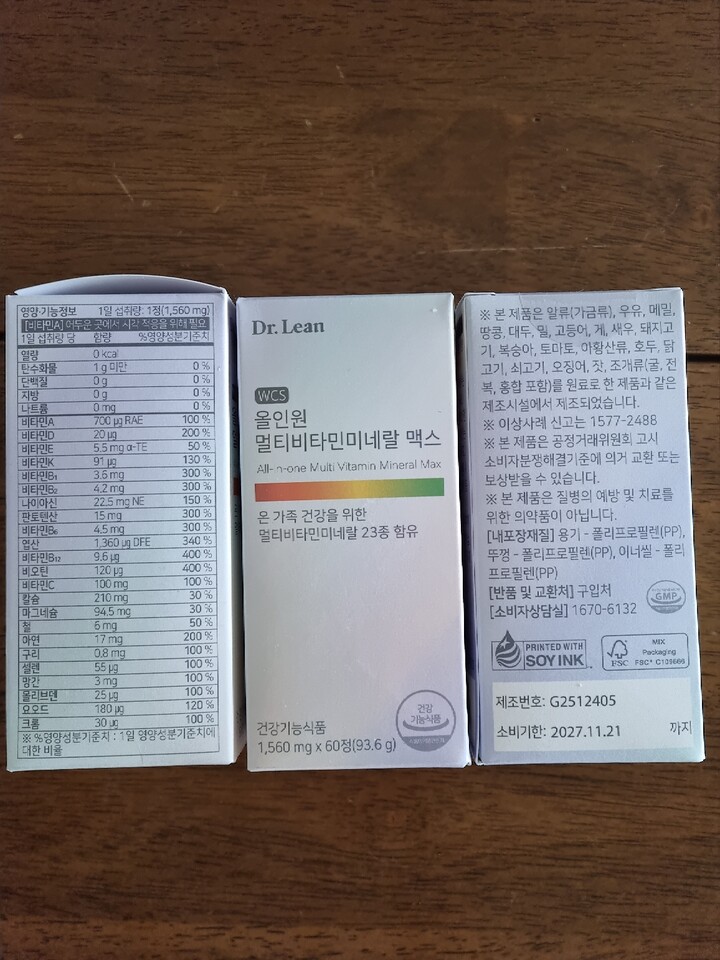 영양·기능정보 1일 섭취량: 1정(1,560 mg)
[비타민A] 어두운 곳에서 시각 적응을 위해 필요
1일 섭취량 당 함량 %영양성분기준치
열량 0 kcal
탄수화물 1 g 미만 0 %
단백질 0 g 0 %
지방 0 g 0 %
나트륨 0 mg 0 %
비타민A 700 µg RAE 100 %
비타민D 20 µg 200 %
비타민E 5.5 mg α-TE 50 %
비타민K 91 µg 130 %
비타민B₁ 3.6 mg 300 %
비타민B₂ 4.2 mg 300 %
나이아신 22.5 mg NE 150 %
판토텐산 15 mg 300 %
비타민B₆ 4.5 mg 300 %
엽산 1,360 µg DFE 340 %
비타민B₁₂ 9.6 µg 400 %
비오틴 120 µg 400 %
비타민C 100 mg 100 %
칼슘 210 mg 30 %
마그네슘 94.5 mg 30 %
철 6 mg 50 %
아연 17 mg 200 %
구리 0.8 mg 100 %
셀렌 55 µg 100 %
망간 3 mg 100 %
몰리브덴 25 µg 100 %
요오드 180 µg 120 %
크롬 30 µg 100 %
※ %영양성분기준치 : 1일 영양성분기준치에
대한 비율
Dr. Lean
WCS
올인원
멀티비타민미네랄 맥스
All-in-one Multi Vitamin Mineral Max
온 가족 건강을 위한
멀티비타민미네랄 23종 함유
건강기능식품
1,560 mg x 60정(93.6 g)
건강
기능식품
※ 본 제품은 알류(가금류), 우유, 메밀,
땅콩, 대두, 밀, 고등어, 게, 새우, 돼지고
기, 복숭아, 토마토, 아황산류, 호두, 닭
고기, 쇠고기, 오징어, 잣, 조개류(굴, 전
복, 홍합 포함)를 원료로 한 제품과 같은
제조시설에서 제조되었습니다.
※ 이상사례 신고는 1577-2488
※ 본 제품은 공정거래위원회 고시
소비자분쟁해결기준에 의거 교환 또는
보상받을 수 있습니다.
※ 본 제품은 질병의 예방 및 치료를
위한 의약품이 아닙니다.
[내포장재질] 용기 - 폴리프로필렌(PP),
뚜껑 - 폴리프로필렌(PP), 이너씰 - 폴리
프로필렌(PP)
[반품 및 교환처] 구입처
[소비자상담실] 1670-6132
GMP
PRINTED WITH
SOY INK
FSC
MIX
Packaging
FSC® C109666
제조번호: G2512405
소비기한: 2027.11.21 까지